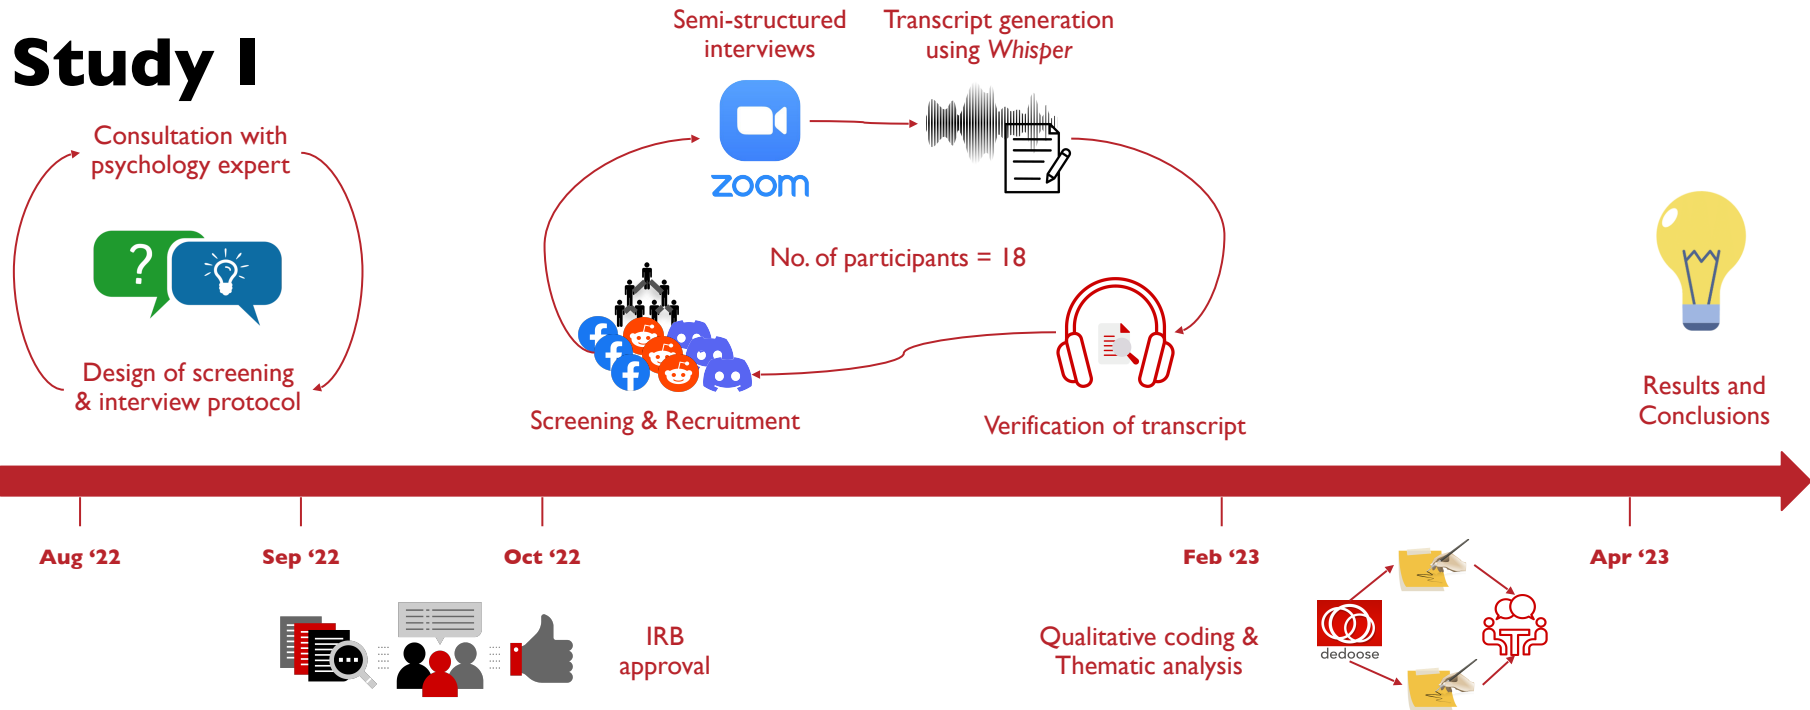 Study I
Consultation with
psychology expert
?
Design of screening
& interview protocol
Semi-structured
interviews
zoom
Transcript generation
using Whisper
No. of participants = 18
Screening & Recruitment
Verification of transcript
Results and
Conclusions
Aug ‘22
Sep ‘22
Oct ‘22
Feb ‘23
Apr ‘23
IRB
approval
Qualitative coding &
Thematic analysis
dedoose